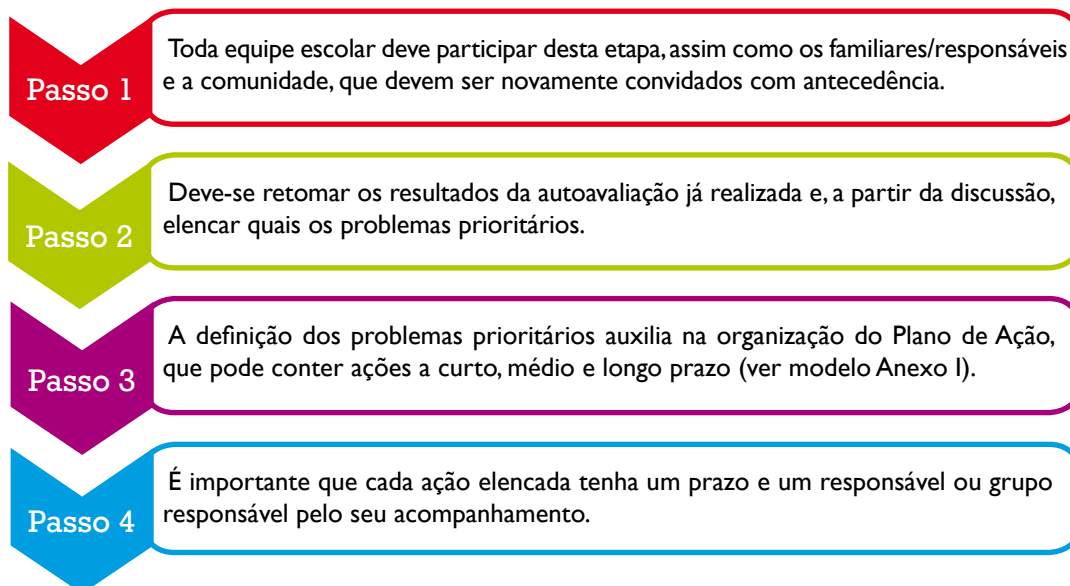 Passo 1
Toda equipe escolar deve participar desta etapa, assim como os familiares/responsáveis
e a comunidade, que devem ser novamente convidados com antecedência.
Passo 2
Deve-se retomar os resultados da autoavaliação já realizada e, a partir da discussão,
elencar quais os problemas prioritários.
Passo 3
A definição dos problemas prioritários auxilia na organização do Plano de Ação,
que pode conter ações a curto, médio e longo prazo (ver modelo Anexo I).
Passo 4
É importante que cada ação elencada tenha um prazo e um responsável ou grupo
responsável pelo seu acompanhamento.